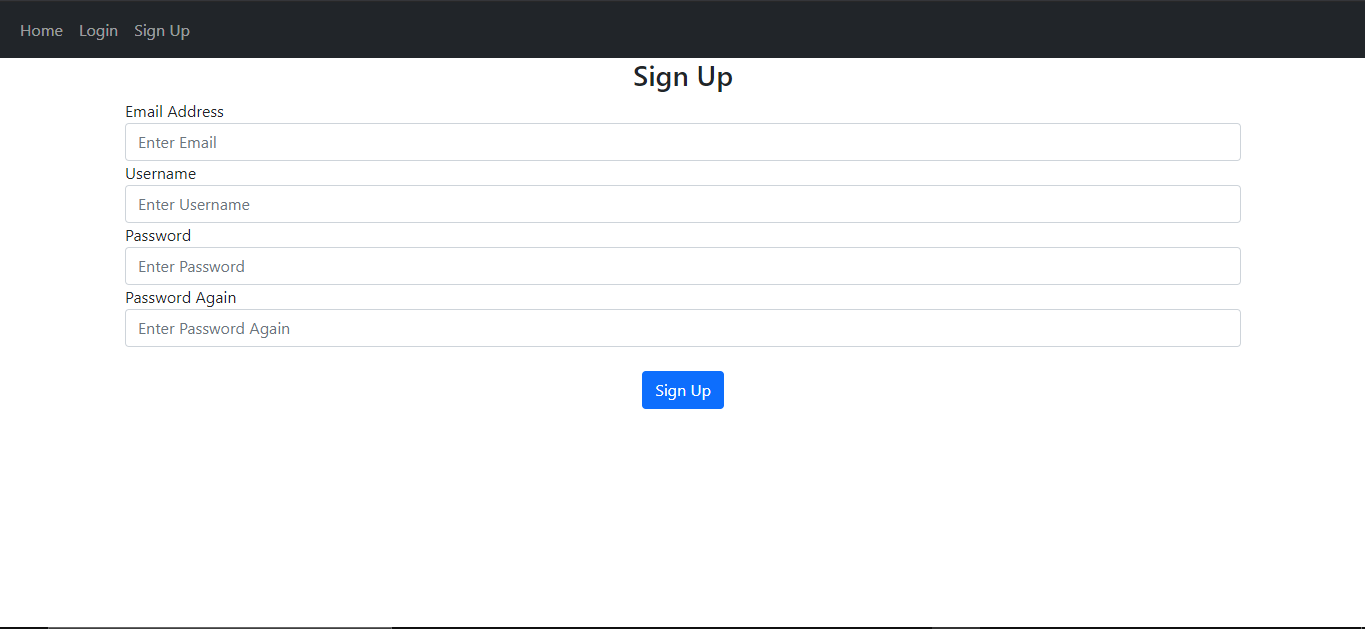 Home Login Sign Up
Sign Up
Email Address
Enter Email
Username
Enter Username
Password
Enter Password
Password Again
Enter Password Again
Sign Up